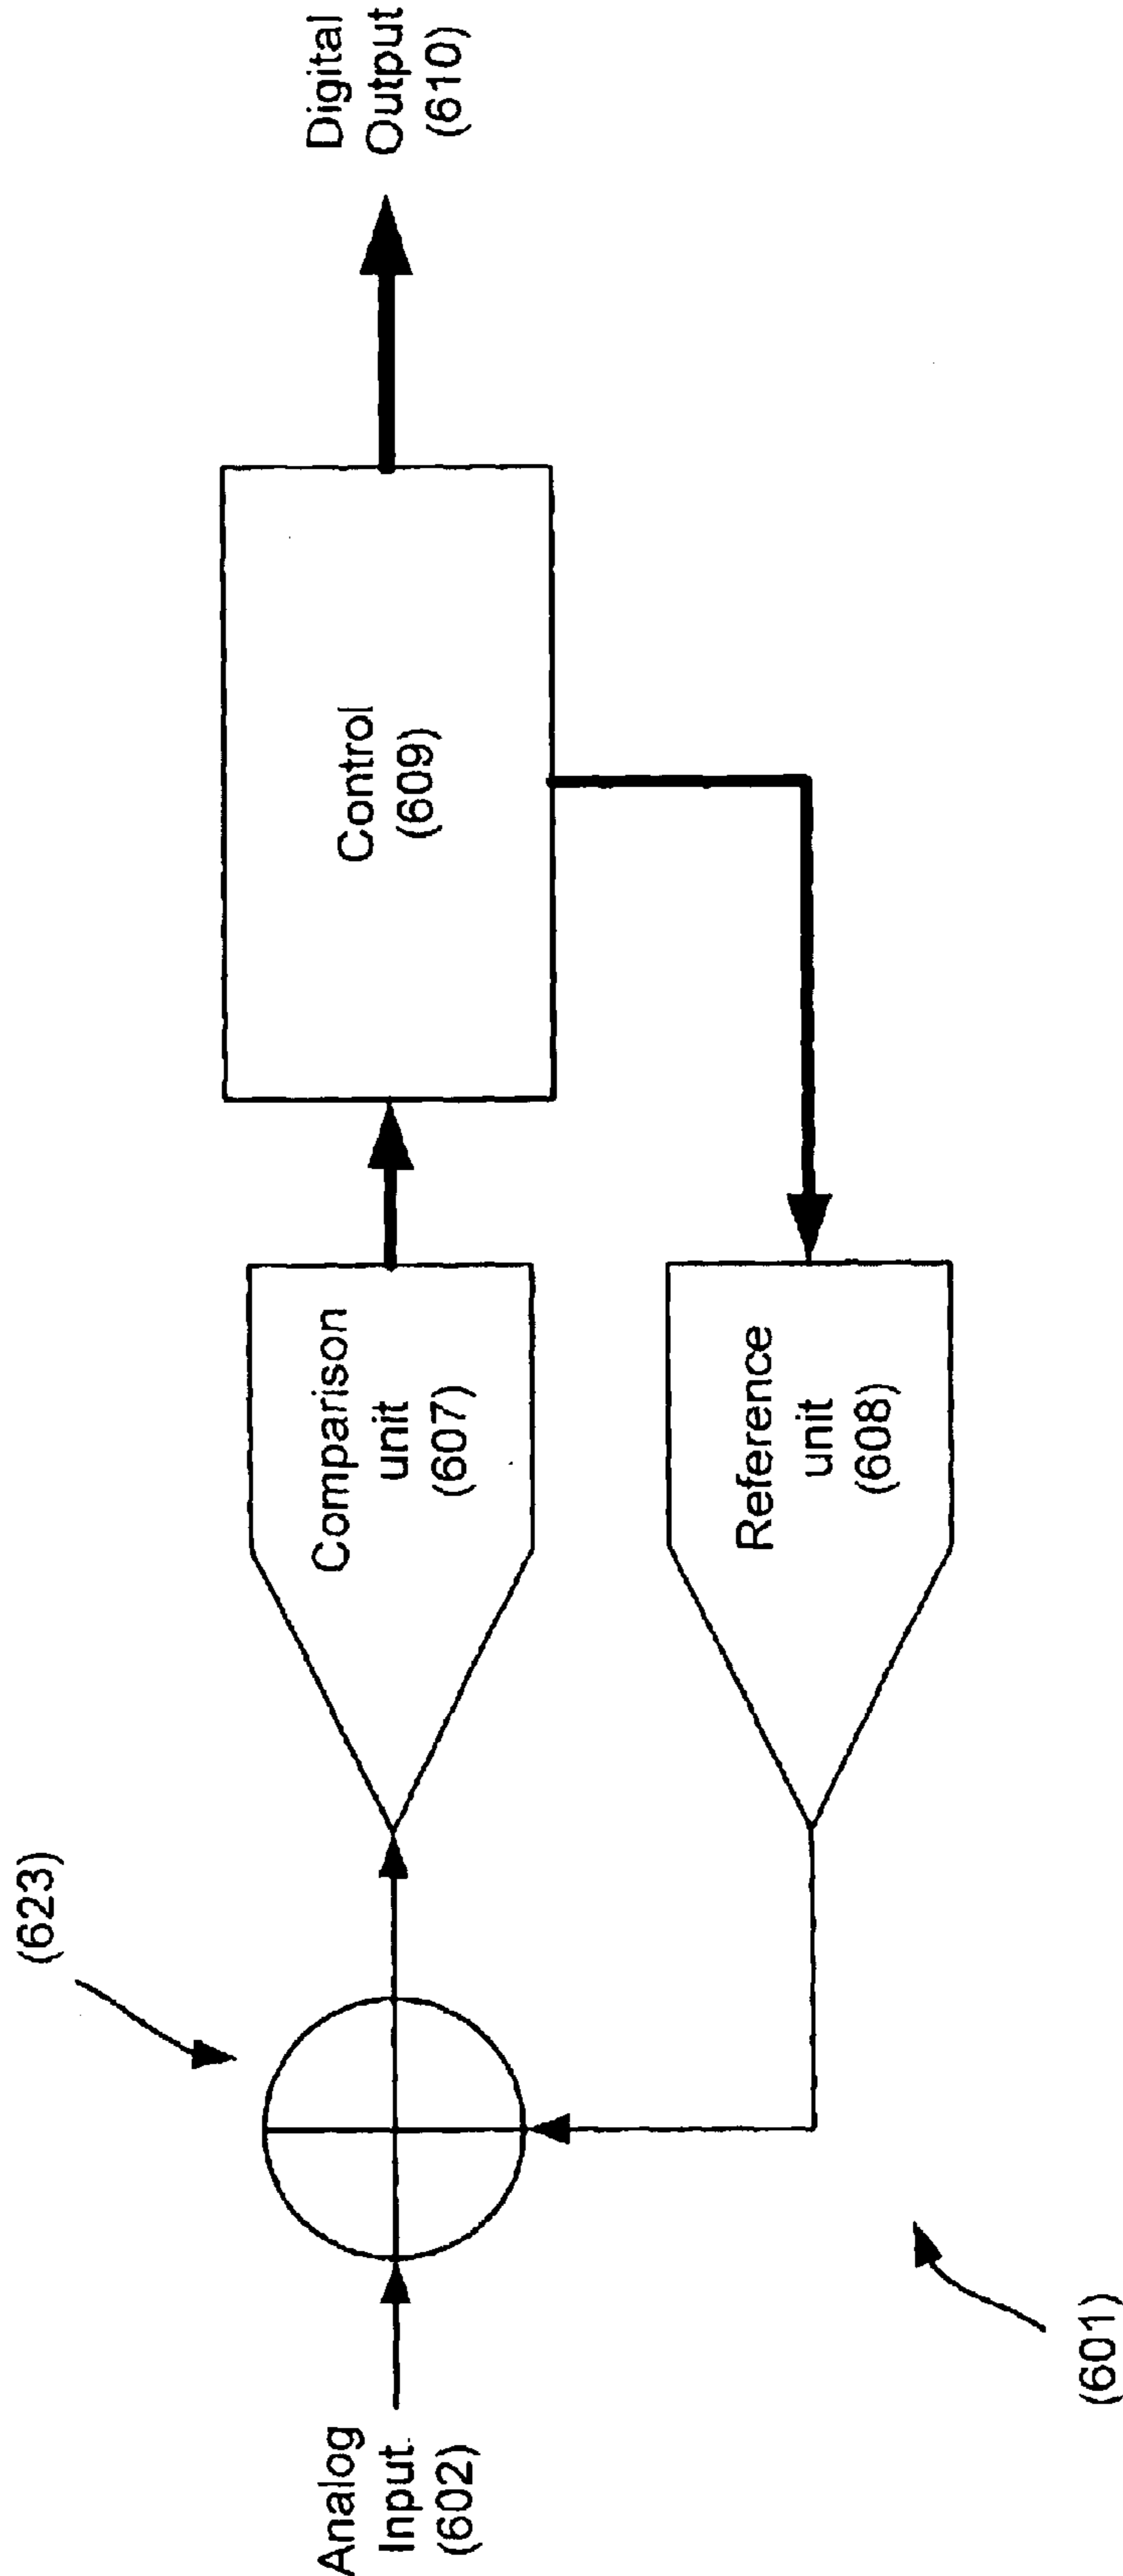 (623)
Analog
Input
(602)
Comparison
unit
(607)
Control
(609)
Digital
Output
(610)
Reference
unit
(608)
(601)